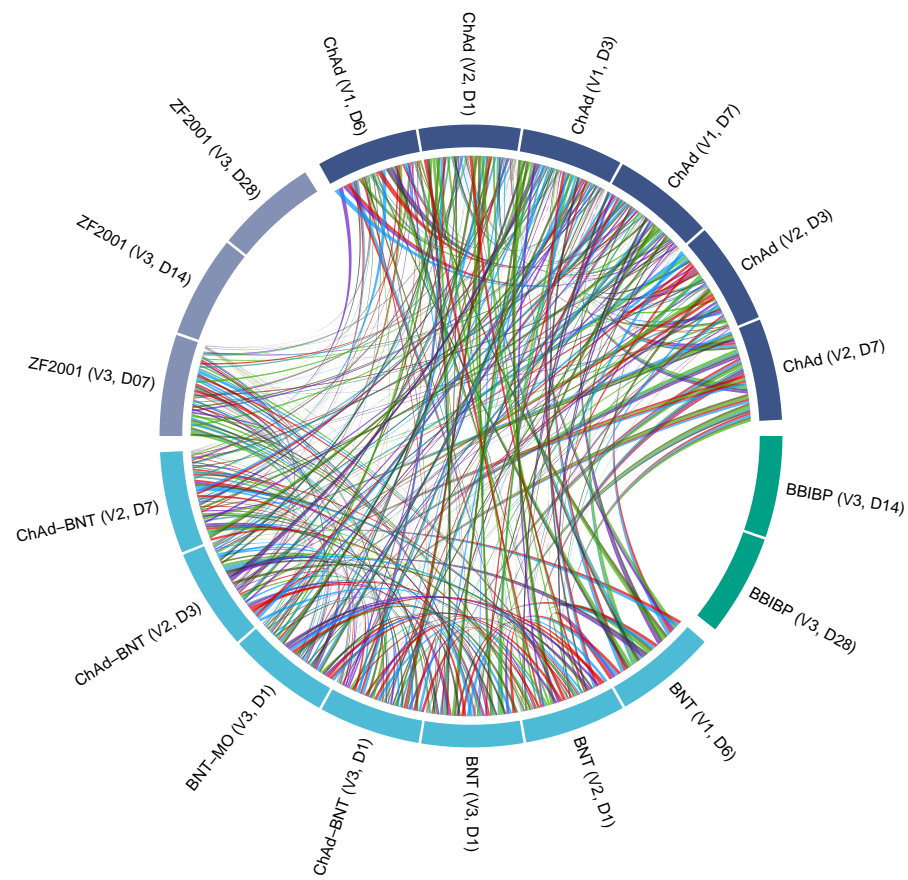 ChAd (V2, D1)
ChAd (V1, D3)
ChAd (V1, D7)
ChAd (V2, D3)
ChAd (V2, D7)
BBIBP (V3, D14)
BBIBP (V3, D28)
BNT (V1, D6)
BNT (V2, D1)
BNT (V3, D1)
ChAd–BNT (V3, D1)
BNT–MO (V3, D1)
ChAd–BNT (V2, D3)
ChAd–BNT (V2, D7)
ZF2001 (V3, D07)
ZF2001 (V3, D14)
ZF2001 (V3, D28)
ChAd (V1, D6)